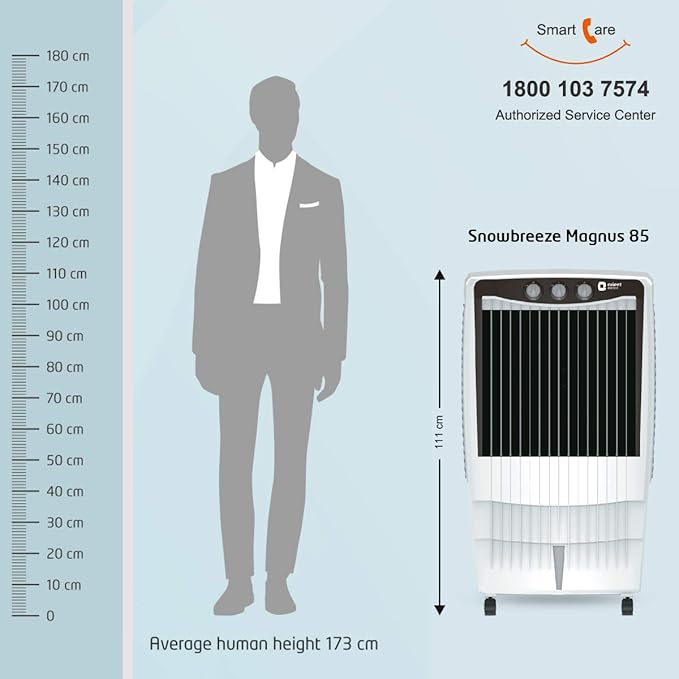 Smart Care
1800 103 7574
Authorized Service Center
180 cm
170 cm
160 cm
150 cm
140 cm
130 cm
120 cm
110 cm
100 cm
90 cm
80 cm
70 cm
60 cm
50 cm
40 cm
30 cm
20 cm
10 cm
0
Snowbreeze Magnus 85
orient
111 cm
Average human height 173 cm